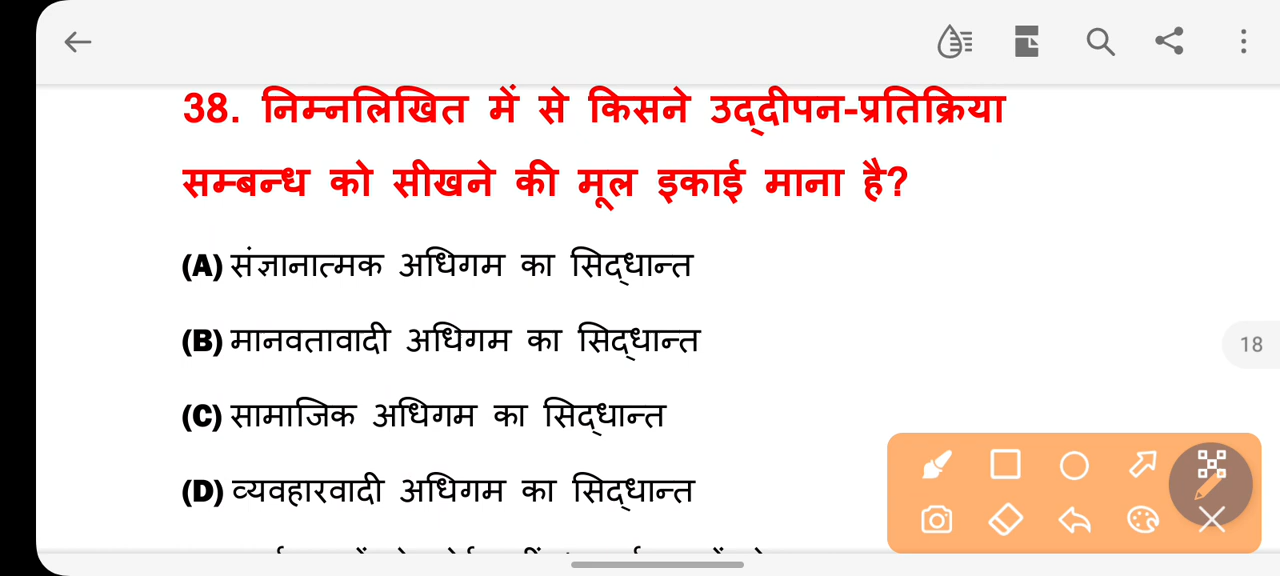 38. निम्नलिखित में से किसने उद्दीपन-प्रतिक्रिया
सम्बन्ध को सीखने की मूल इकाई माना है?
(A) संज्ञानात्मक अधिगम का सिद्धान्त
(B) मानवतावादी अधिगम का सिद्धान्त
18
(C) सामाजिक अधिगम का सिद्धान्त
(D) व्यवहारवादी अधिगम का सिद्धान्त